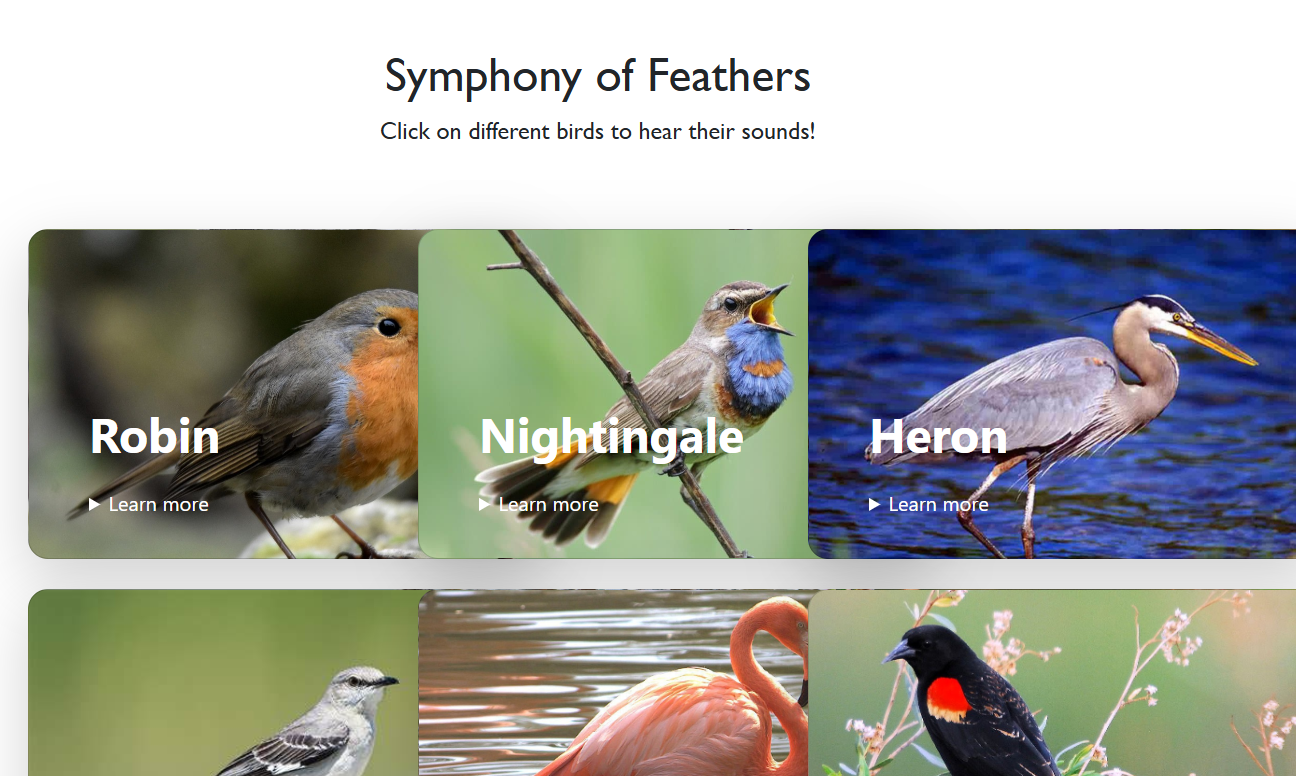 Symphony of Feathers
Click on different birds to hear their sounds!
Robin
▶ Learn more
Nightingale
▶ Learn more
Heron
▶ Learn more